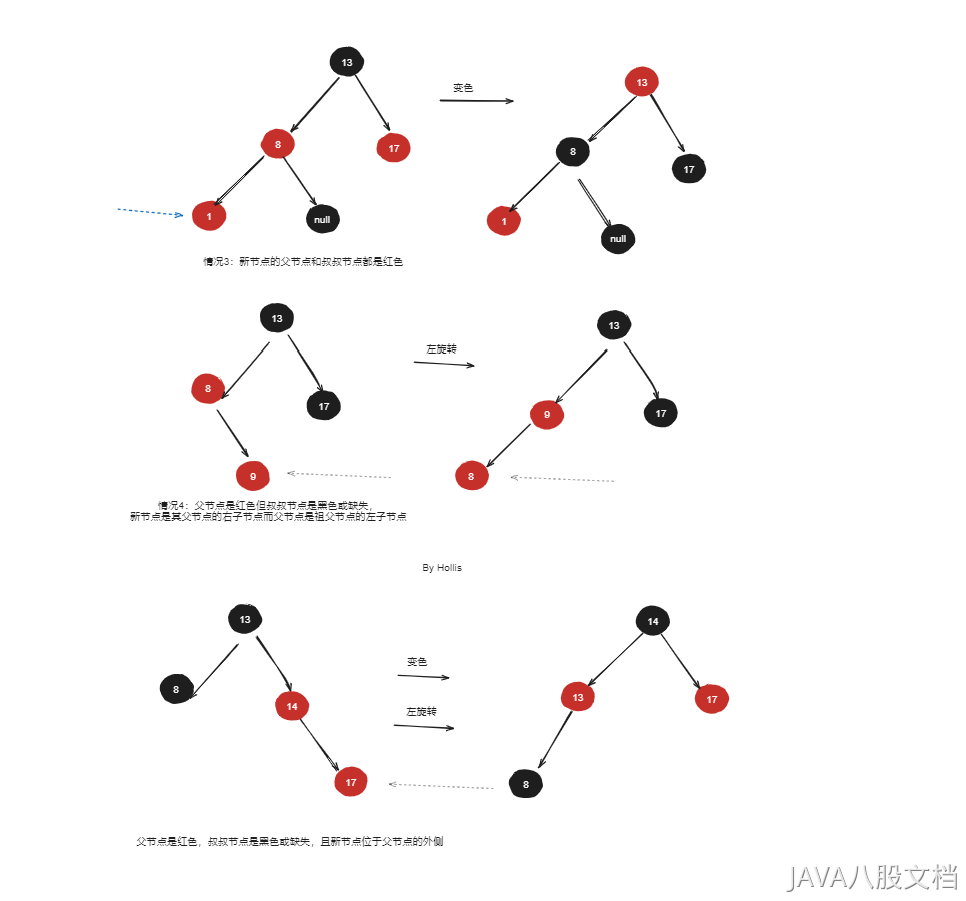 13
变色
13
8
17
8
17
1
null
1
null
情况3：新节点的父节点和叔叔节点都是红色
13
左旋转
13
8
17
9
17
9
8
情况4：父节点是红色但叔叔节点是黑色或缺失，
新节点是其父节点的右子节点而父节点是祖父节点的左子节点
By Hollis
13
14
变色
8
14
左旋转
13
17
17
8
父节点是红色，叔叔节点是黑色或缺失，且新节点位于父节点的外侧
JAVA八股文档